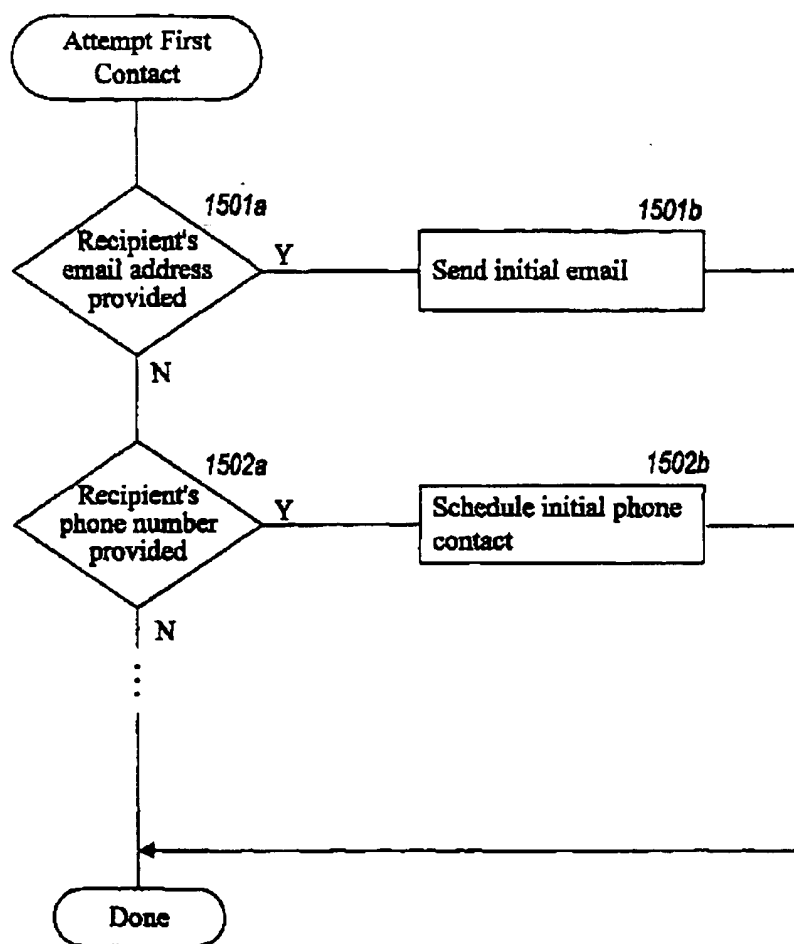 Attempt First
Contact
1501a
Recipient's
email address
provided
Y
1501b
Send initial email
N
1502a
Recipient's
phone number
provided
Y
1502b
Schedule initial phone
contact
N
Done